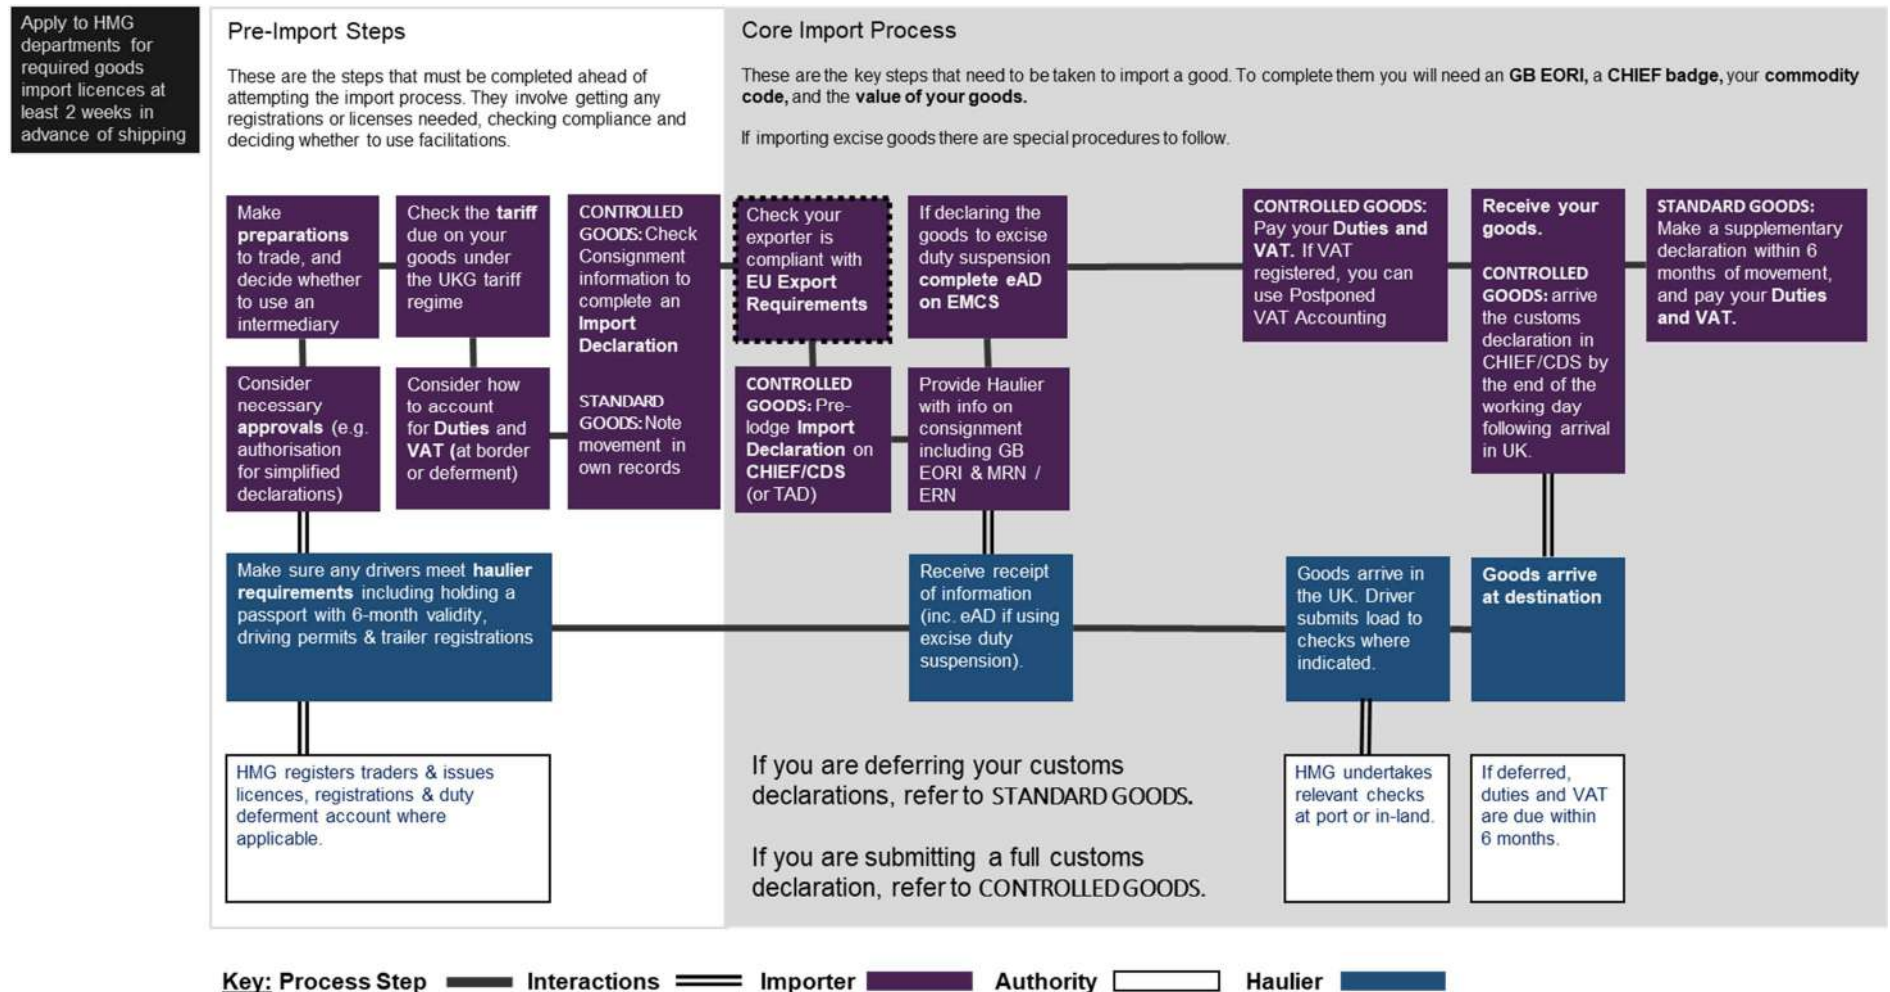 Apply to HMG
departments for
required goods
import licences at
least 2 weeks in
advance of shipping
Pre-Import Steps
These are the steps that must be completed ahead of
attempting the import process. They involve getting any
registrations or licenses needed, checking compliance and
deciding whether to use facilitations.
Core Import Process
These are the key steps that need to be taken to import a good. To complete them you will need an GB EORI, a CHIEF badge, your commodity
code, and the value of your goods.
If importing excise goods there are special procedures to follow.
Make
preparations
to trade, and
decide whether
to use an
intermediary
Check the tariff
due on your
goods under
the UKG tariff
regime
CONTROLLED
GOODS: Check
Consignment
information to
complete an
Import
Declaration
STANDARD
GOODS: Note
movement in
own records
Check your
exporter is
compliant with
EU Export
Requirements
If declaring the
goods to excise
duty suspension
complete eAD
on EMCS
CONTROLLED GOODS:
Pay your Duties and
VAT. If VAT
registered, you can
use Postponed
VAT Accounting
Receive your
goods.
CONTROLLED
GOODS: arrive
the customs
declaration in
CHIEF/CDS by
the end of the
working day
following arrival
in UK.
STANDARD GOODS:
Make a supplementary
declaration within 6
months of movement,
and pay your Duties
and VAT.
Consider
necessary
approvals (e.g.
authorisation
for simplified
declarations)
Consider how
to account
for Duties and
VAT (at border
or deferment)
CONTROLLED
GOODS: Pre-
lodge Import
Declaration on
CHIEF/CDS
(or TAD)
Provide Haulier
with info on
consignment
including GB
EORI & MRN /
ERN
Make sure any drivers meet haulier
requirements including holding a
passport with 6-month validity,
driving permits & trailer registrations
Receive receipt
of information
(inc. eAD if using
excise duty
suspension).
Goods arrive in
the UK. Driver
submits load to
checks where
indicated.
Goods arrive
at destination
HMG registers traders & issues
licences, registrations & duty
deferment account where
applicable.
If you are deferring your customs
declarations, refer to STANDARD GOODS.
If you are submitting a full customs
declaration, refer to CONTROLLED GOODS.
HMG undertakes
relevant checks
at port or in-land.
If deferred,
duties and VAT
are due within
6 months.
Key: Process Step Interactions Importer Authority Haulier